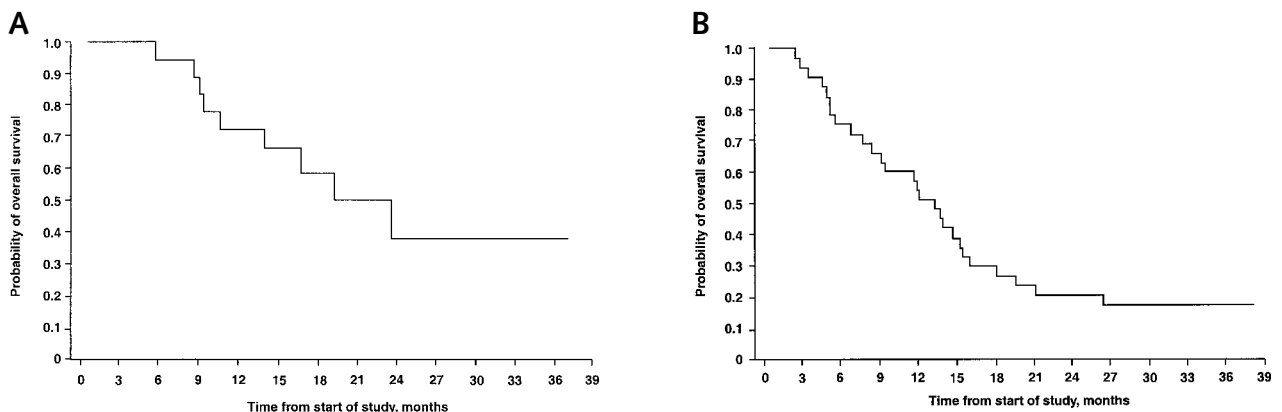 A
B
Probability of overall survival
1.0
0.9
0.8
0.7
0.6
0.5
0.4
0.3
0.2
0.1
0
0 3 6 9 12 15 18 21 24 27 30 33 36 39
Time from start of study, months
Probability of overall survival
1.0
0.9
0.8
0.7
0.6
0.5
0.4
0.3
0.2
0.1
0
0 3 6 9 12 15 18 21 24 27 30 33 36 39
Time from start of study, months